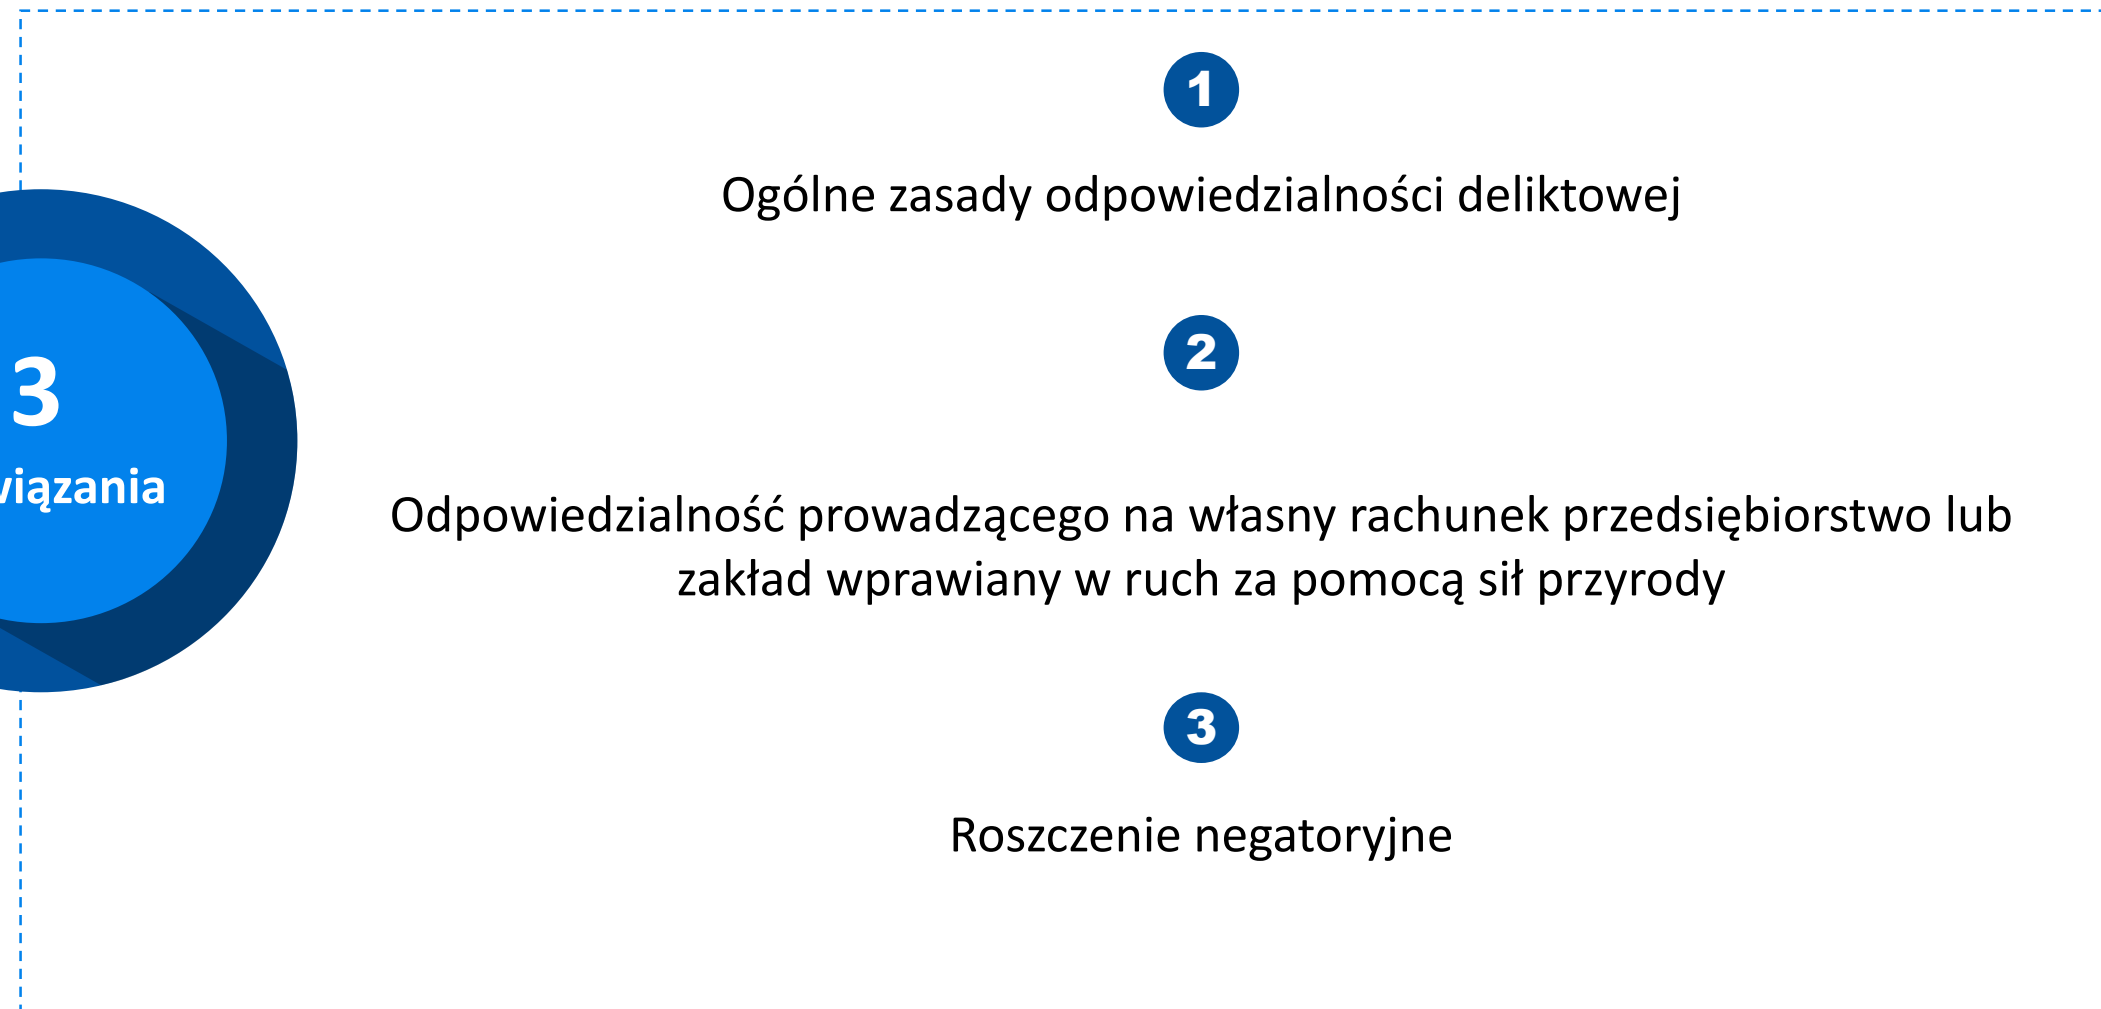 1
Ogólne zasady odpowiedzialności deliktowej
2
3
wiązania
Odpowiedzialność prowadzącego na własny rachunek przedsiębiorstwo lub
zakład wprawiany w ruch za pomocą sił przyrody
3
Roszczenie negatoryjne